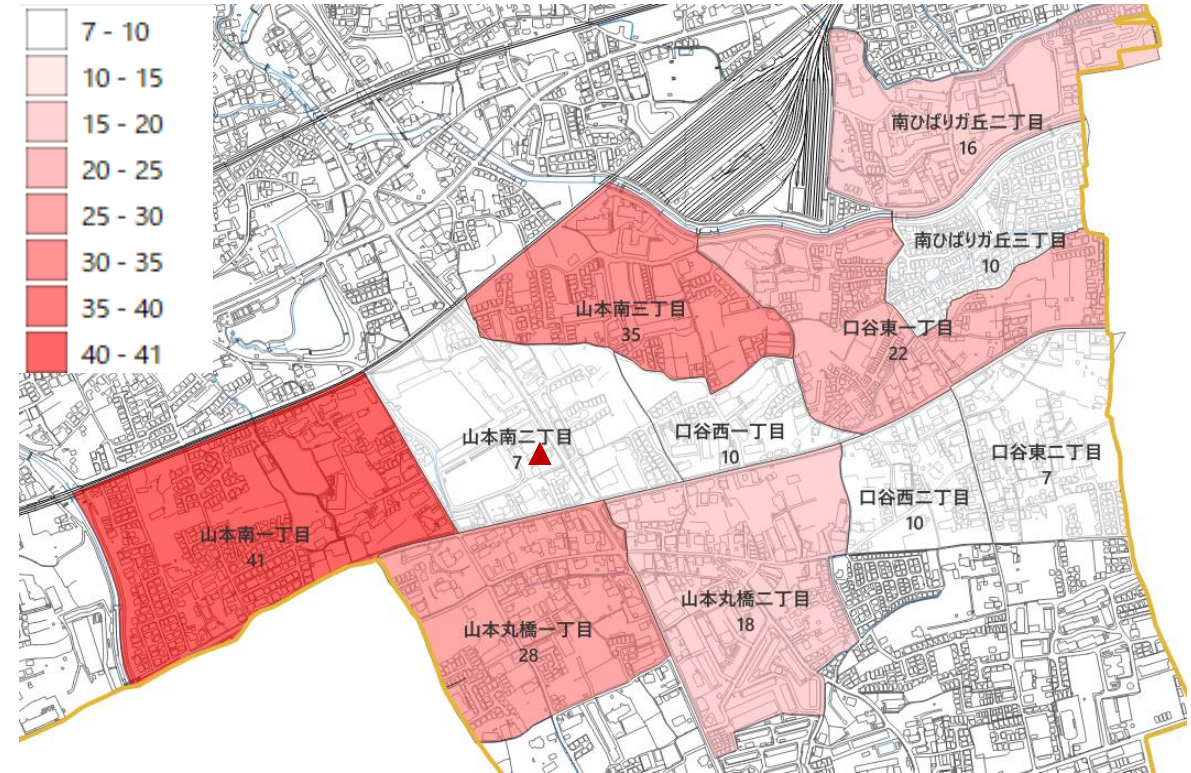 7 - 10
10 - 15
15 - 20
20 - 25
25 - 30
30 - 35
35 - 40
40 - 41
南ひばりガ丘二丁目
16
南ひばりガ丘三丁目
10
山本南三丁目
35
口谷東一丁目
22
山本南二丁目
7
口谷西一丁目
10
口谷東二丁目
7
口谷西二丁目
10
山本南一丁目
41
山本丸橋二丁目
18
山本丸橋一丁目
28